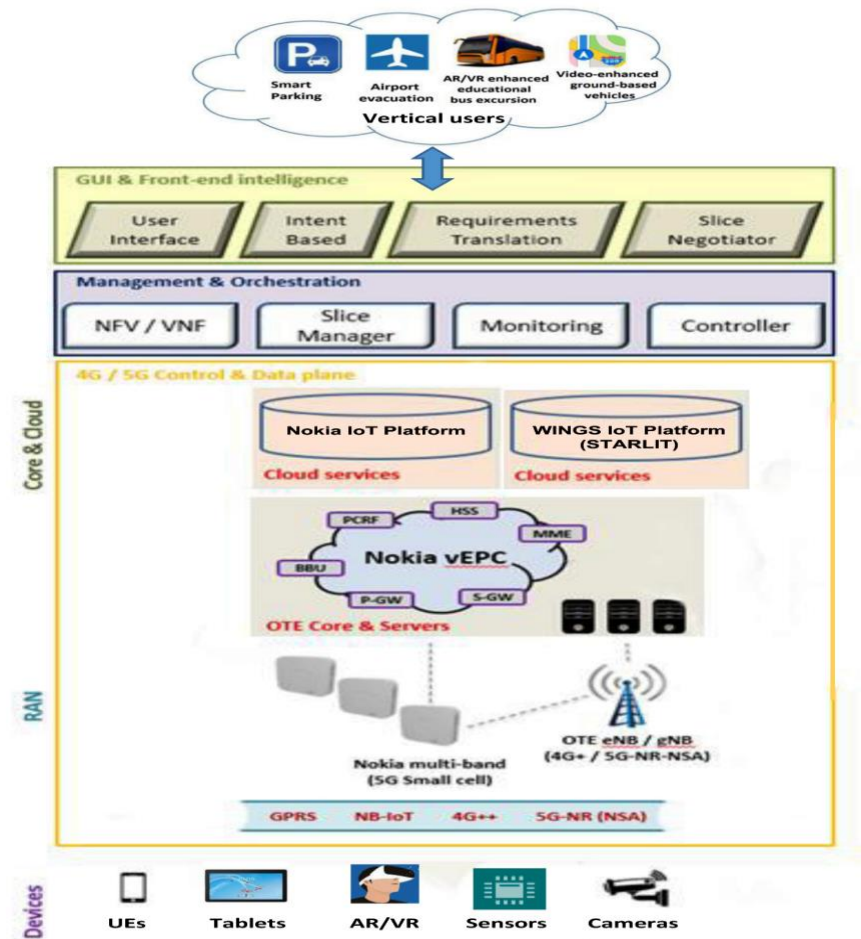 P
Smart
Parking
Airport
evacuation
AR/VR enhanced
educational
bus excursion
Video-enhanced
ground-based
vehicles
Vertical users
GUI & Front-end intelligence
User
Interface
Intent
Based
Requirements
Translation
Slice
Negotiator
Management & Orchestration
NFV / VNF
Slice
Manager
Monitoring
Controller
4G / 5G Control & Data plane
Core & Cloud
Nokia IoT Platform
Cloud services
WINGS IoT Platform
(STARLIT)
Cloud services
PCRF
HSS
MME
BBU
Nokia vEPC
P-GW
S-GW
OTE Core & Servers
RAN
Nokia multi-band
(5G Small cell)
OTE eNB / gNB
(4G+ / 5G-NR-NSA)
GPRS NB-IoT 4G++ 5G-NR (NSA)
Devices
UEs
Tablets
AR/VR
Sensors
Cameras